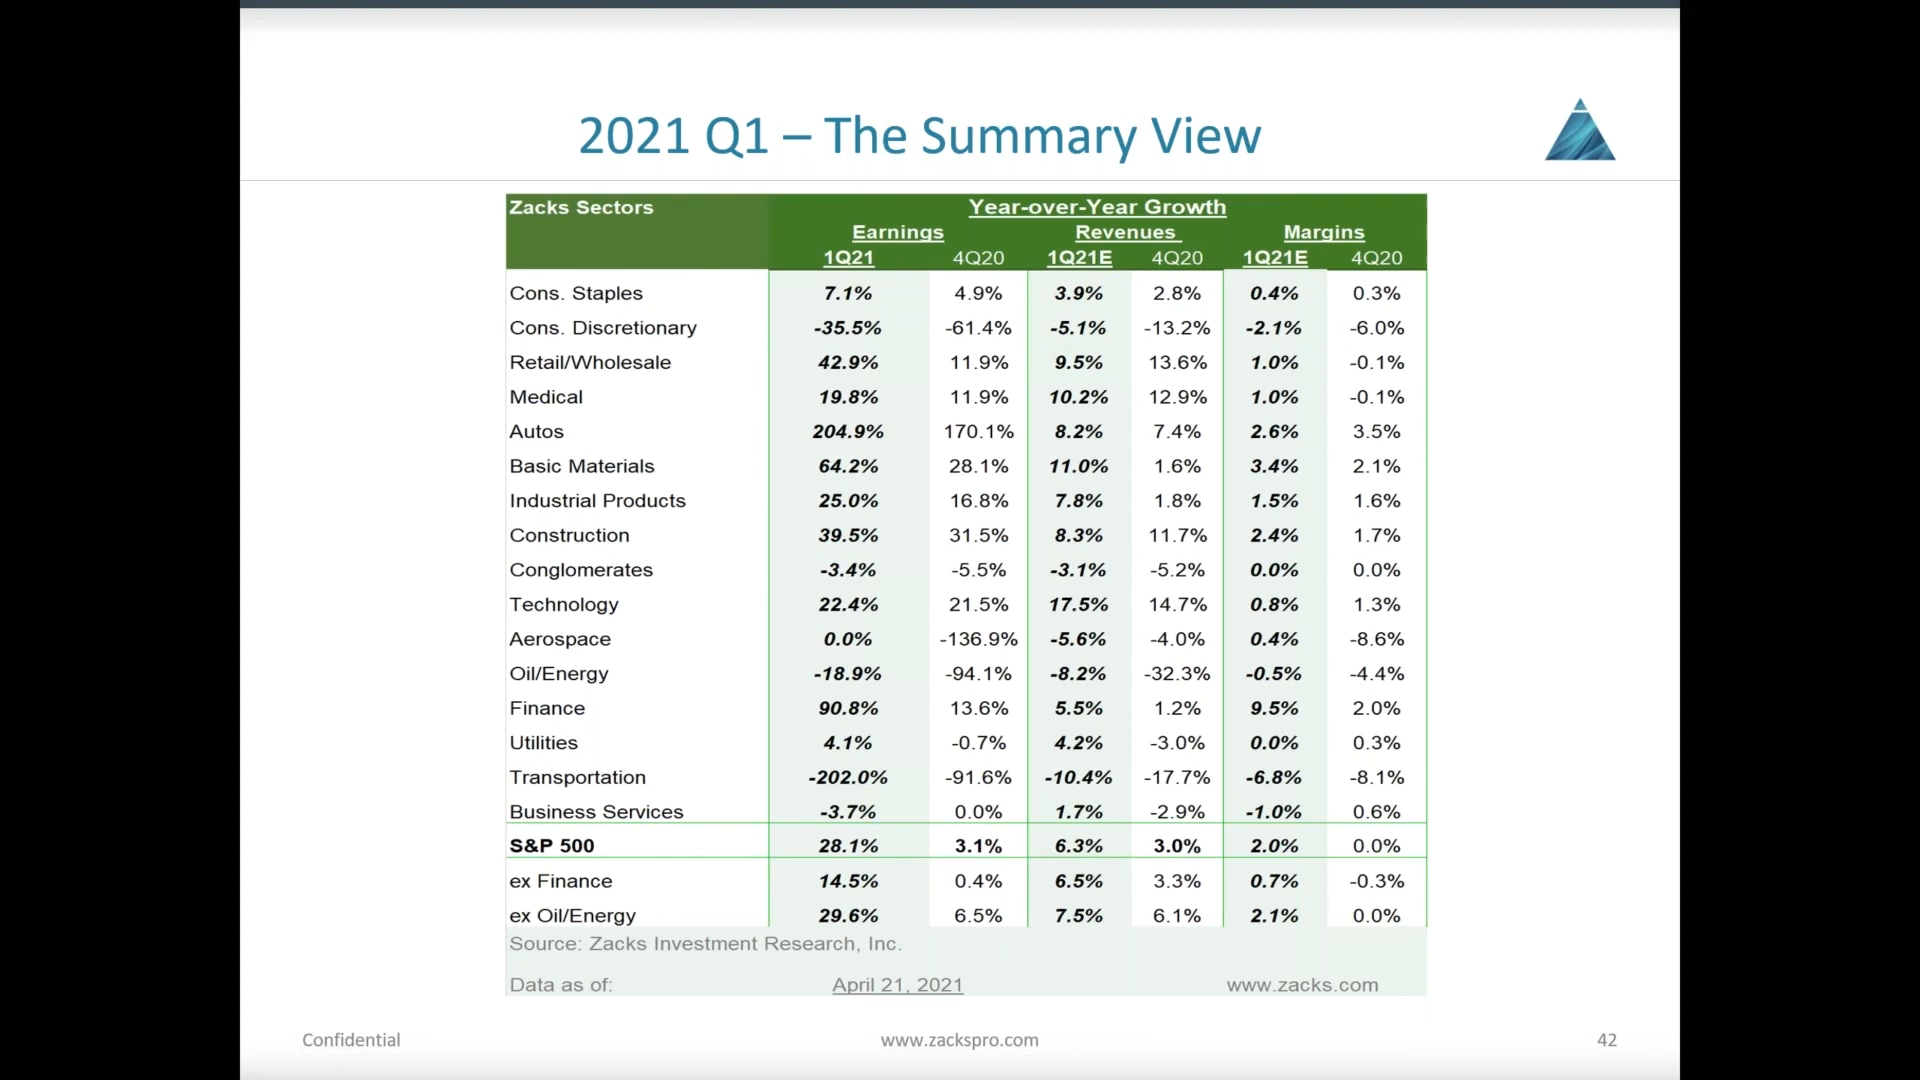 2021 Q1 – The Summary View
Zacks Sectors Year-over-Year Growth
Earnings Revenues Margins
1Q21 4Q20 1Q21E 4Q20 1Q21E 4Q20
Cons. Staples 7.1% 4.9% 3.9% 2.8% 0.4% 0.3%
Cons. Discretionary -35.5% -61.4% -5.1% -13.2% -2.1% -6.0%
Retail/Wholesale 42.9% 11.9% 9.5% 13.6% 1.0% -0.1%
Medical 19.8% 11.9% 10.2% 12.9% 1.0% -0.1%
Autos 204.9% 170.1% 8.2% 7.4% 2.6% 3.5%
Basic Materials 64.2% 28.1% 11.0% 1.6% 3.4% 2.1%
Industrial Products 25.0% 16.8% 7.8% 1.8% 1.5% 1.6%
Construction 39.5% 31.5% 8.3% 11.7% 2.4% 1.7%
Conglomerates -3.4% -5.5% -3.1% -5.2% 0.0% 0.0%
Technology 22.4% 21.5% 17.5% 14.7% 0.8% 1.3%
Aerospace 0.0% -136.9% -5.6% -4.0% 0.4% -8.6%
Oil/Energy -18.9% -94.1% -8.2% -32.3% -0.5% -4.4%
Finance 90.8% 13.6% 5.5% 1.2% 9.5% 2.0%
Utilities 4.1% -0.7% 4.2% -3.0% 0.0% 0.3%
Transportation -202.0% -91.6% -10.4% -17.7% -6.8% -8.1%
Business Services -3.7% 0.0% 1.7% -2.9% -1.0% 0.6%
S&P 500 28.1% 3.1% 6.3% 3.0% 2.0% 0.0%
ex Finance 14.5% 0.4% 6.5% 3.3% 0.7% -0.3%
ex Oil/Energy 29.6% 6.5% 7.5% 6.1% 2.1% 0.0%
Source: Zacks Investment Research, Inc.
Data as of: April 21, 2021 www.zacks.com
Confidential www.zackspro.com 42